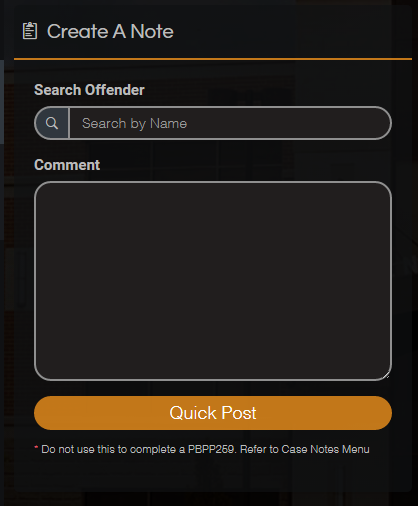 Create A Note
Search Offender
Search by Name
Comment
Quick Post
* Do not use this to complete a PBPP259. Refer to Case Notes Menu